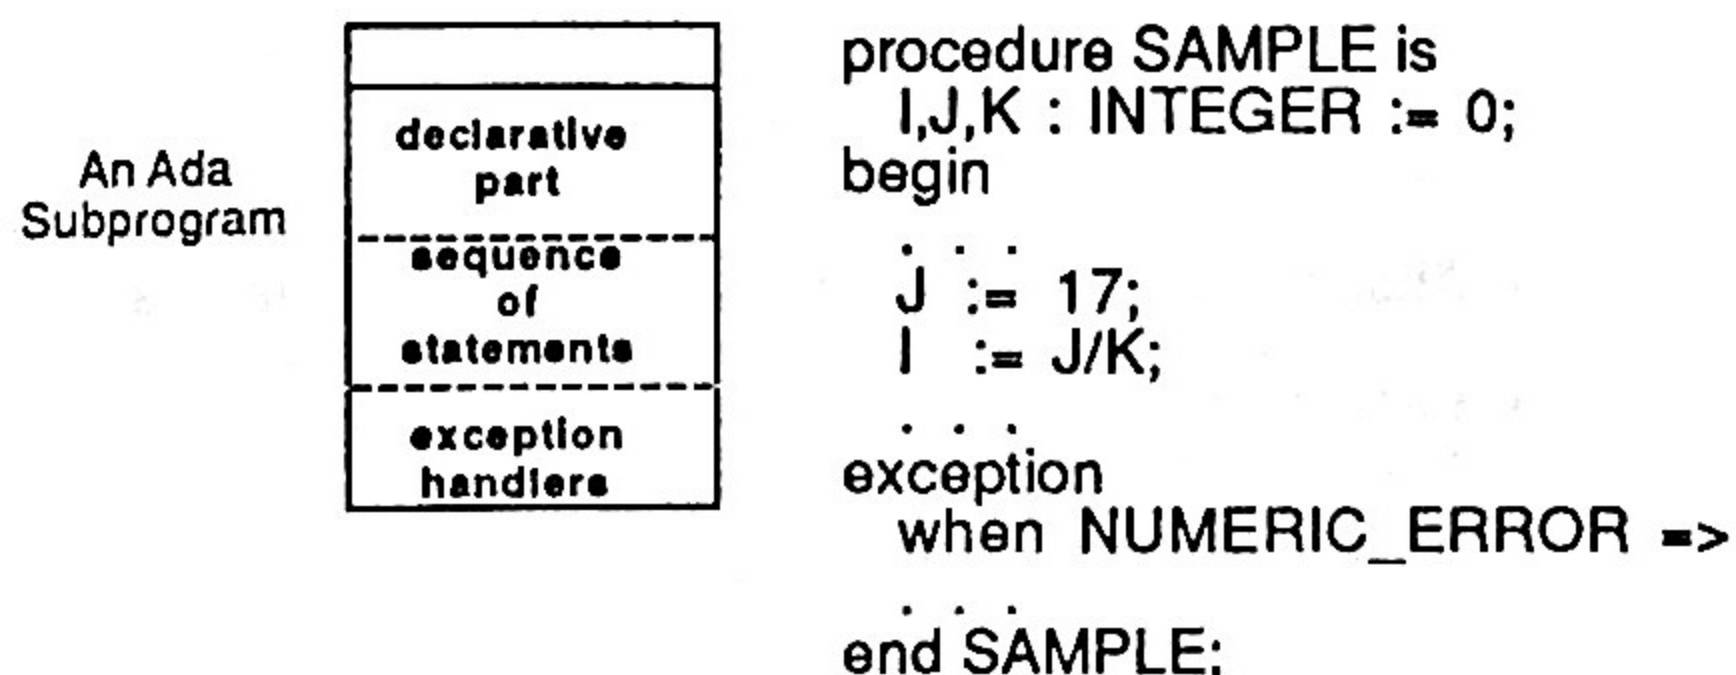 An Ada
Subprogram
declarative
part
sequence
of
statements
exception
handlers
procedure SAMPLE is
I,J,K : INTEGER := 0;
begin
. . .
J := 17;
I := J/K;
. . .
exception
when NUMERIC_ERROR =>
. . .
end SAMPLE;